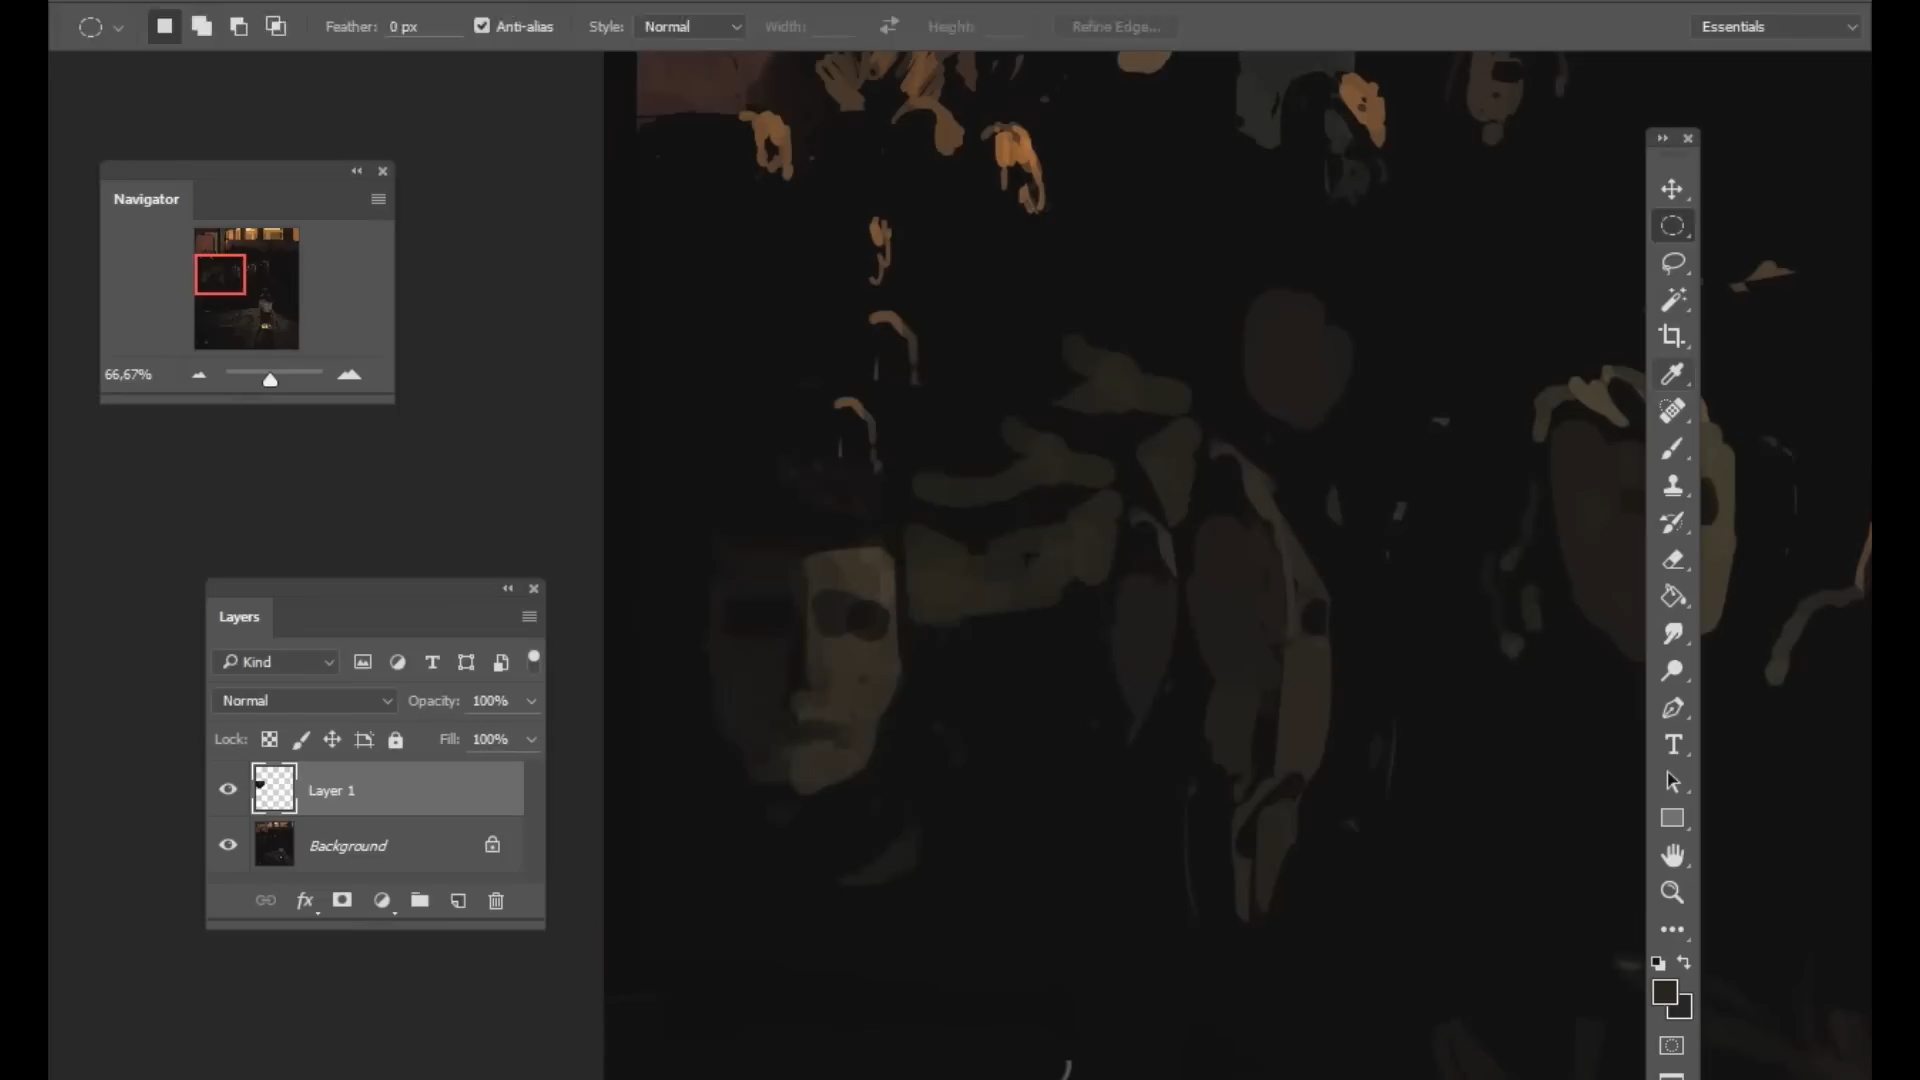 Feather: 0 px Anti-alias Style: Normal Width: Height: Refine Edge... Essentials
Navigator
66,67%
Layers
Kind
Normal Opacity: 100%
Lock: Fill: 100%
Layer 1
Background
fx